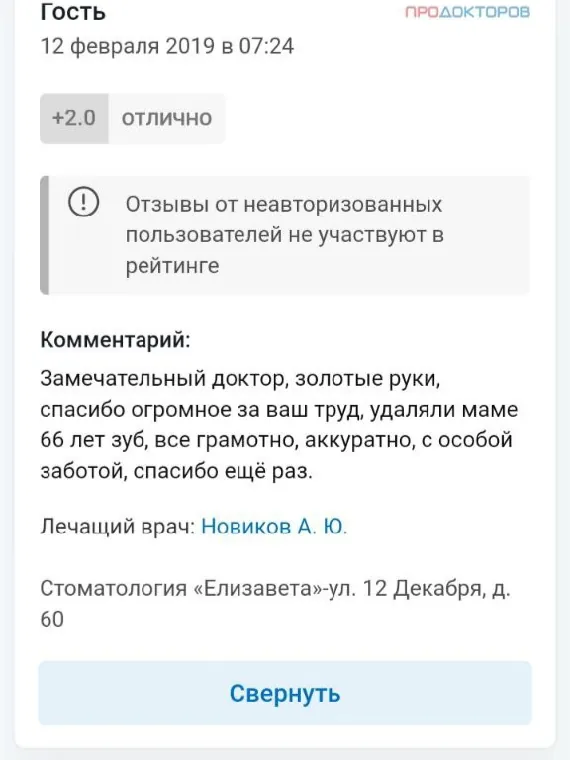 Гость
ПРОДОКТОРОВ
12 февраля 2019 в 07:24
+2.0 отлично
Отзывы от неавторизованных
пользователей не участвуют в
рейтинге
Комментарий:
Замечательный доктор, золотые руки,
спасибо огромное за ваш труд, удаляли маме
66 лет зуб, все грамотно, аккуратно, с особой
заботой, спасибо ещё раз.
Лечащий врач: Новиков А. Ю.
Стоматология «Елизавета»-ул. 12 Декабря, д.
60
Свернуть